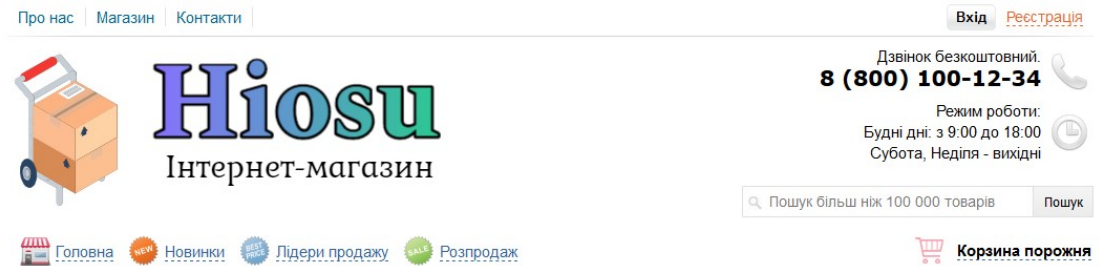 Про нас Магазин Контакти Вхід Реєстрація
Дзвінок безкоштовний.
8 (800) 100-12-34
Hiosu
Інтернет-магазин
Режим роботи:
Будні дні: з 9:00 до 18:00
Субота, Неділя - вихідні
Пошук більш ніж 100 000 товарів Пошук
Головна NEW Новинки BEST PRICE Лідери продажу SALE Розпродаж Корзина порожня